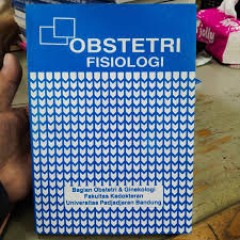 OBSTETRI
FISIOLOGI
Bagian Obstetri & Ginekologi
Fakultas Kedokteran
Universitas Padjadjaran Bandung